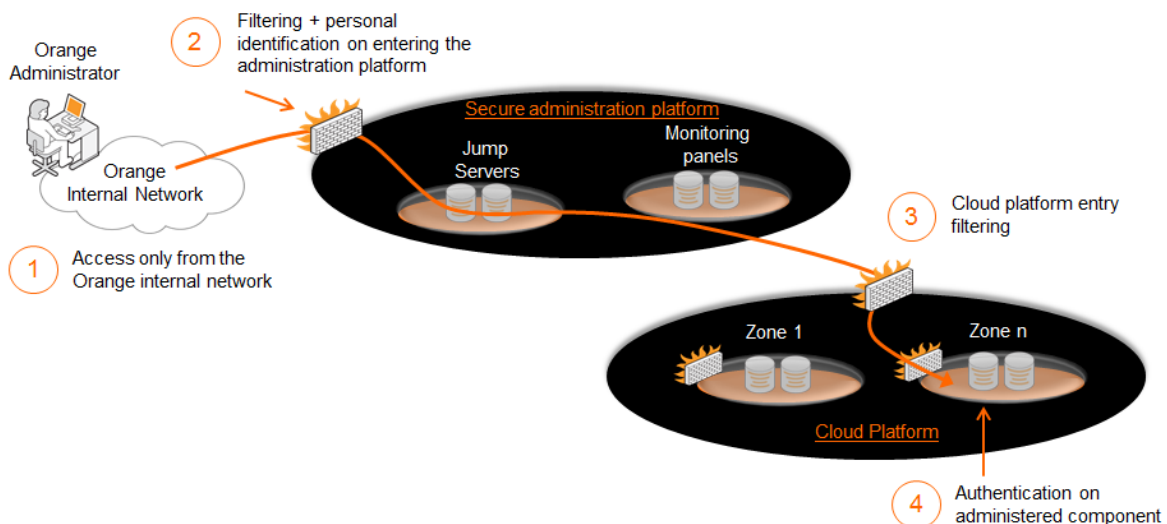 2
Filtering + personal
identification on entering the
administration platform
Orange
Administrator
Secure administration platform
Jump
Servers
Monitoring
panels
Orange
Internal Network
3
Cloud platform entry
filtering
1
Access only from the
Orange internal network
Zone 1
Zone n
Cloud Platform
4
Authentication on
administered component